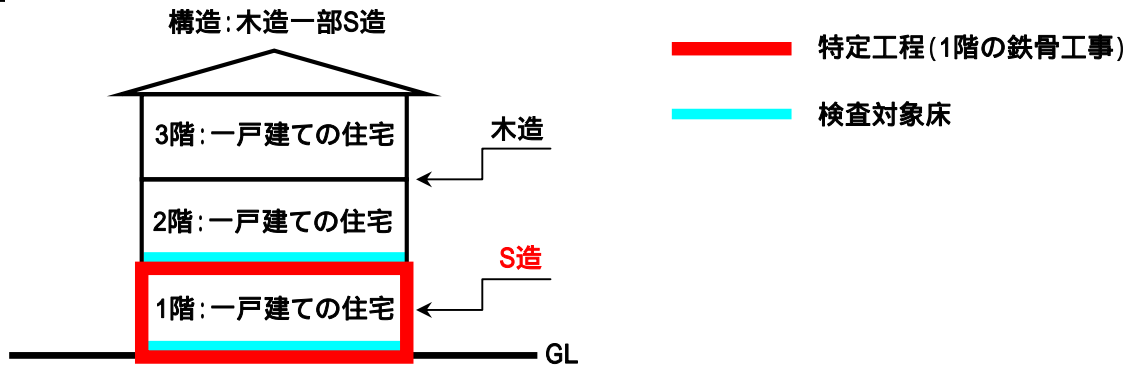 構造:木造一部S造
特定工程(1階の鉄骨工事)
検査対象床
3階:一戸建ての住宅
木造
2階:一戸建ての住宅
S造
1階:一戸建ての住宅
GL